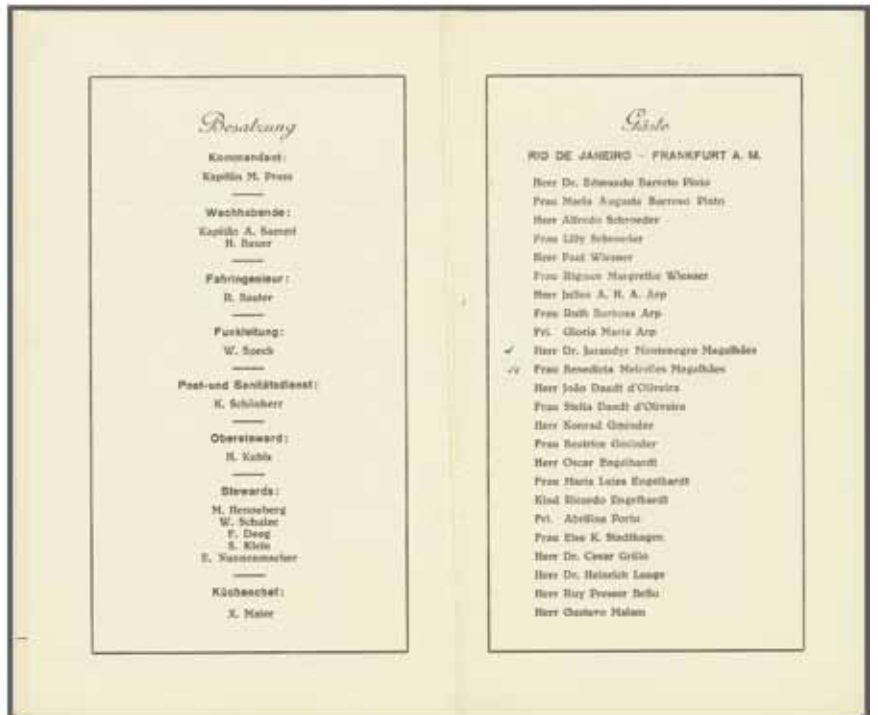 Besatzung
Kommandant:
Kapitän M. Pruss
Wachhabende:
Kapitän A. Sammt
H. Bauer
Fahringenieur:
R. Sauter
Funkleitung:
W. Speck
Post-und Sanitätsdienst:
K. Schönherr
Obersteward:
H. Kubis
Stewards:
M. Henneberg
W. Schulze
F. Deeg
S. Klein
E. Nunnenmacher
Küchenchef:
X. Maier
Gäste
RIO DE JANEIRO - FRANKFURT A. M.
Herr Dr. Edmundo Barreto Pinto
Frau Maria Augusta Barroso Pinto
Herr Alfredo Schroeder
Frau Lilly Schroeder
Herr Paul Wiesner
Frau Margrethe Wiesner
Herr Julius A. H. A. Arp
Frau Ruth Barbosa Arp
Frl. Gloria Maria Arp
Herr Dr. Jurandyr Montenegro Magalhães
Frau Benedicta Meirelles Magalhães
Herr João Daudt d'Oliveira
Frau Stella Daudt d'Oliveira
Herr Konrad Gminder
Frau Beatrice Gminder
Herr Oscar Engelhardt
Frau Maria Luiza Engelhardt
Kind Ricardo Engelhardt
Frl. Porto
Frau Else K. Stadthagen
Herr Dr. Cesar Grillo
Herr Dr. Heinrich Lange
Herr Ruy Presser Bello
Herr Gustavo